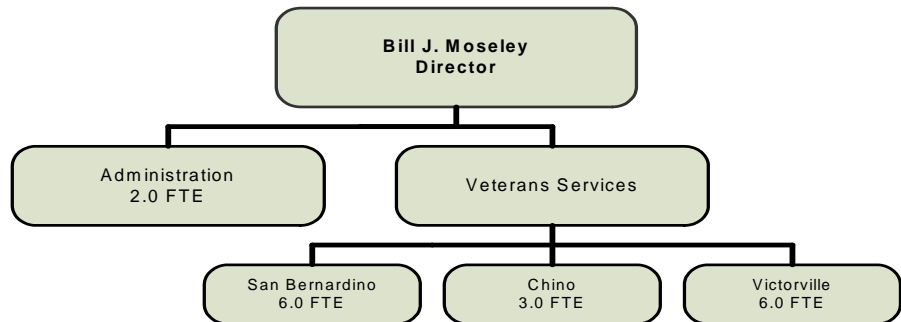 Bill J. Moseley
Director
Administration
2.0 FTE
Veterans Services
San Bernardino
6.0 FTE
Chino
3.0 FTE
Victorville
6.0 FTE